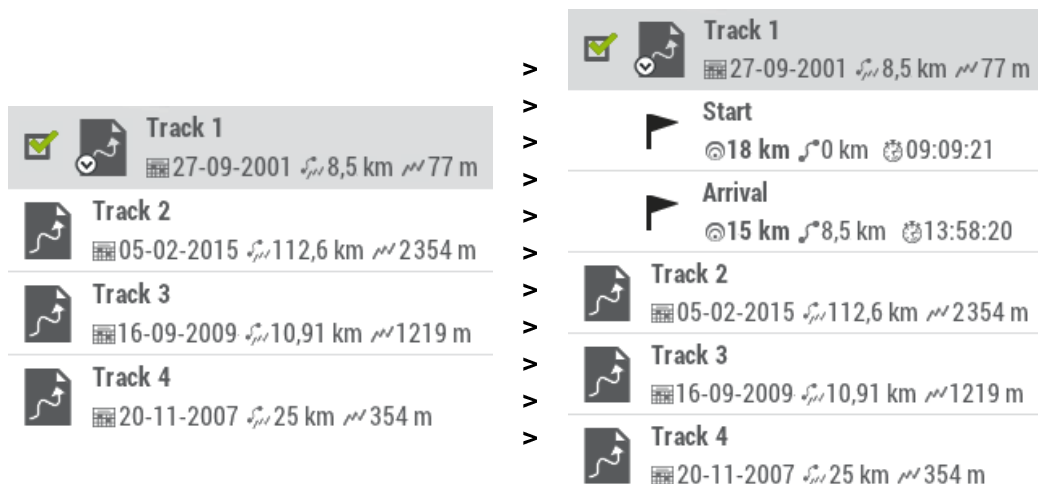 Track 1
27-09-2001 8,5 km 77 m
Track 2
05-02-2015 112,6 km 2354 m
Track 3
16-09-2009 10,91 km 1219 m
Track 4
20-11-2007 25 km 354 m
>
>
>
>
>
>
>
>
>
>
>
Track 1
27-09-2001 8,5 km 77 m
Start
18 km 0 km 09:09:21
Arrival
15 km 8,5 km 13:58:20
Track 2
05-02-2015 112,6 km 2354 m
Track 3
16-09-2009 10,91 km 1219 m
Track 4
20-11-2007 25 km 354 m